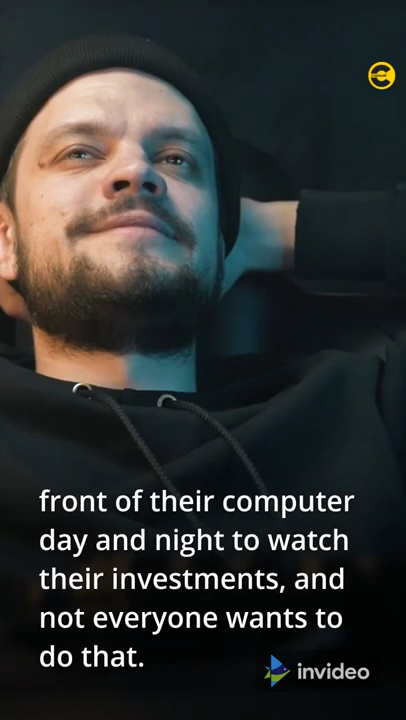 front of their computer
day and night to watch
their investments, and
not everyone wants to
do that.
invideo